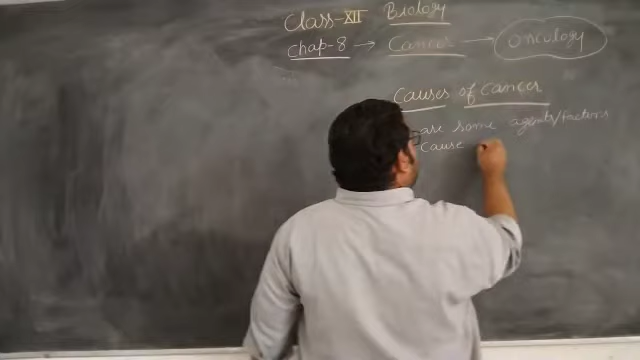 Class-XII Biology
Chap-8 → Cancer → Oncology
Causes of Cancer
are some agents/factors
Cause